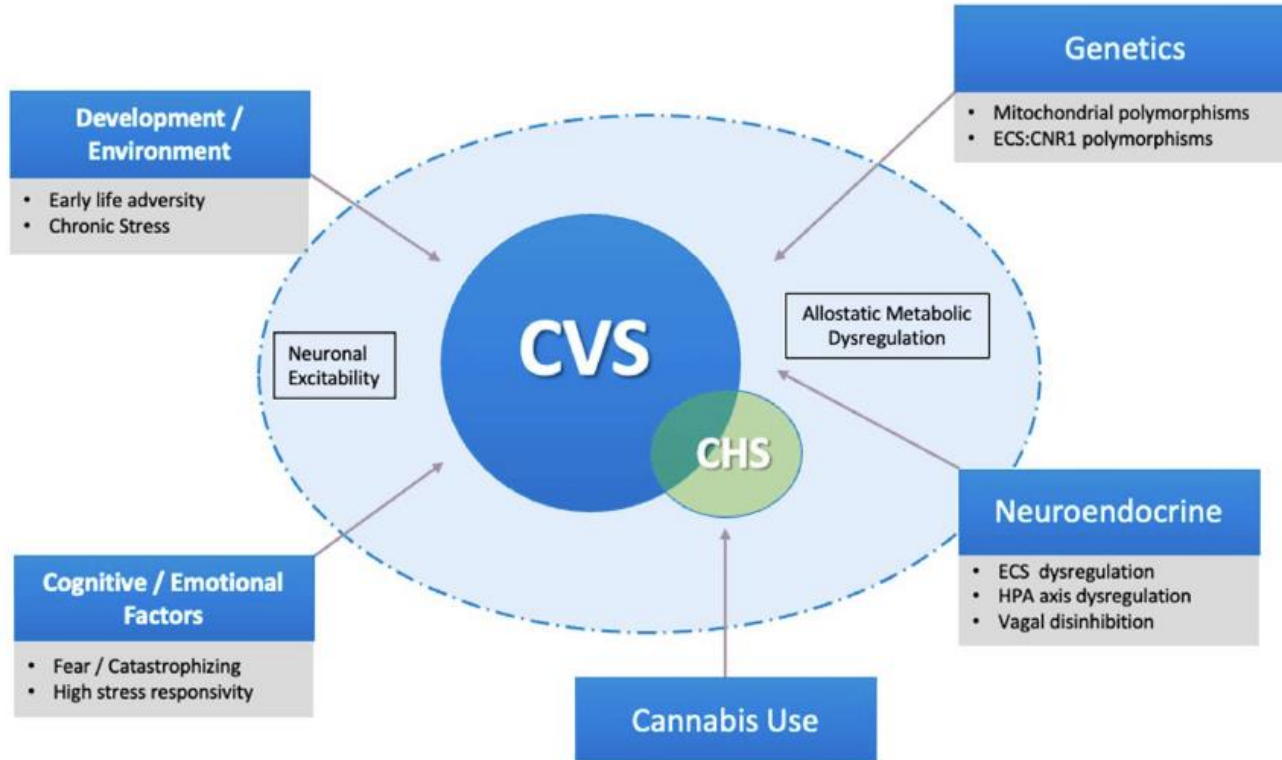 Genetics
• Mitochondrial polymorphisms
• ECS:CNR1 polymorphisms
Development /
Environment
• Early life adversity
• Chronic Stress
CVS
Allostatic Metabolic
Dysregulation
Neuronal
Excitability
CHS
Neuroendocrine
• ECS dysregulation
• HPA axis dysregulation
• Vagal disinhibition
Cognitive / Emotional
Factors
• Fear / Catastrophizing
• High stress responsivity
Cannabis Use